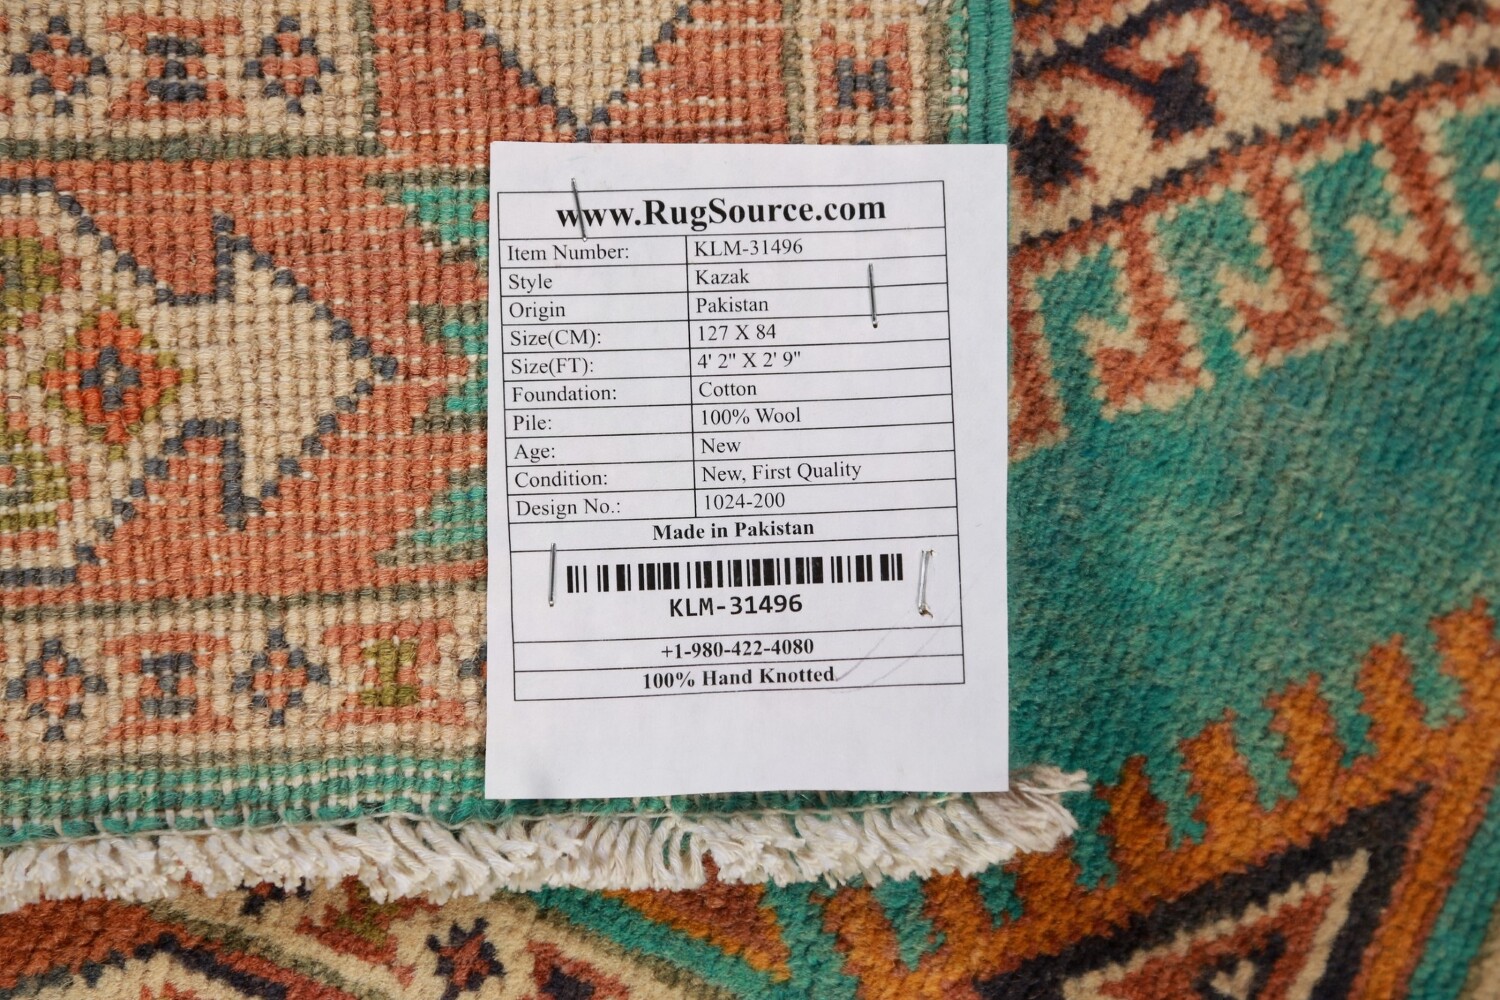 www.RugSource.com
Item Number: KLM-31496
Style Kazak
Origin Pakistan
Size(CM): 127 X 84
Size(FT): 4' 2" X 2' 9"
Foundation: Cotton
Pile: 100% Wool
Age: New
Condition: New, First Quality
Design No.: 1024-200
Made in Pakistan
KLM-31496
+1-980-422-4080
100% Hand Knotted